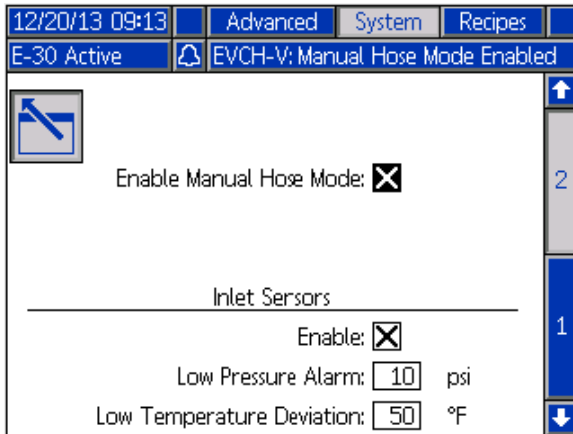 12/20/13 09:13 Advanced System Recipes
E-30 Active EVCH-V: Manual Hose Mode Enabled
Enable Manual Hose Mode:
2
Inlet Sensors
Enable:
1
Low Pressure Alarm: 10 psi
Low Temperature Deviation: 50 °F